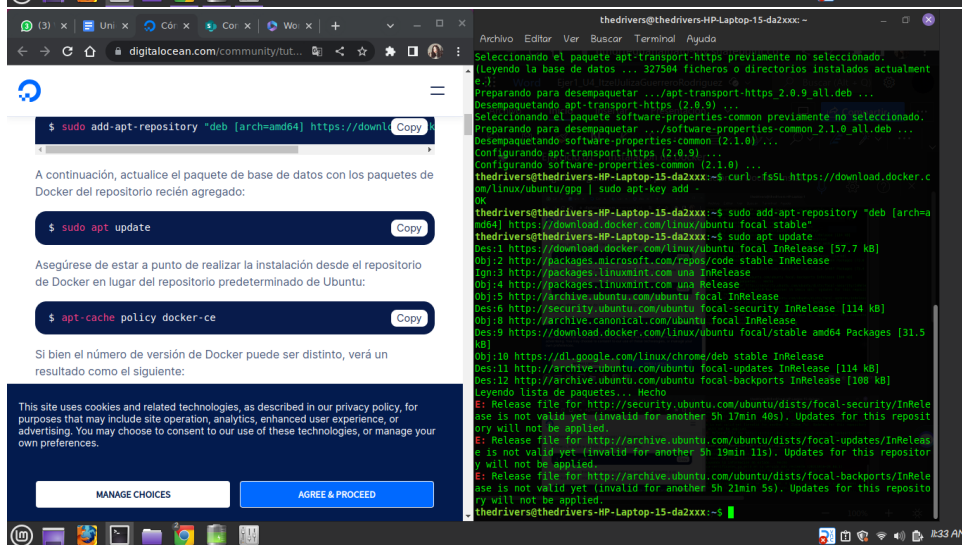 (3)
Uni
Cór
Cor
Wo
digitalocean.com/community/tut...
$ sudo add-apt-repository "deb [arch=amd64] https://downl
Copy
A continuación, actualice el paquete de base de datos con los paquetes de
Docker del repositorio recién agregado:
$ sudo apt update
Copy
Asegúrese de estar a punto de realizar la instalación desde el repositorio
de Docker en lugar del repositorio predeterminado de Ubuntu:
$ apt-cache policy docker-ce
Copy
Si bien el número de versión de Docker puede ser distinto, verá un
resultado como el siguiente:
This site uses cookies and related technologies, as described in our privacy policy, for
purposes that may include site operation, analytics, enhanced user experience, or
advertising. You may choose to consent to our use of these technologies, or manage your
own preferences.
MANAGE CHOICES
AGREE & PROCEED
thedrivers@thedrivers-HP-Laptop-15-da2xxx: ~
Archivo Editar Ver Buscar Terminal Ayuda
Seleccionando el paquete apt-transport-https previamente no seleccionado.
(Leyendo la base de datos ... 327504 ficheros o directorios instalados actualment
e.)
Preparando para desempaquetar .../apt-transport-https_2.0.9_all.deb ...
Desempaquetando apt-transport-https (2.0.9) ...
Seleccionando el paquete software-properties-common previamente no seleccionado.
Preparando para desempaquetar .../software-properties-common_2.1.0_all.deb ...
Desempaquetando software-properties-common (2.1.0) ...
Configurando apt-transport-https (2.0.9) ...
Configurando software-properties-common (2.1.0) ...
thedrivers@thedrivers-HP-Laptop-15-da2xxx:~$ curl -fsSL https://download.docker.c
om/linux/ubuntu/gpg | sudo apt-key add -
OK
thedrivers@thedrivers-HP-Laptop-15-da2xxx:~$ sudo add-apt-repository "deb [arch=a
md64] https://download.docker.com/linux/ubuntu focal stable"
thedrivers@thedrivers-HP-Laptop-15-da2xxx:~$ sudo apt update
Des:1 https://download.docker.com/linux/ubuntu focal InRelease [57.7 kB]
Obj:2 http://packages.microsoft.com/repos/code stable InRelease
Ign:3 http://packages.linuxmint.com una InRelease
Obj:4 http://packages.linuxmint.com una Release
Obj:5 http://archive.ubuntu.com/ubuntu focal InRelease
Des:6 http://security.ubuntu.com/ubuntu focal-security InRelease [114 kB]
Obj:8 http://archive.canonical.com/ubuntu focal InRelease
Des:9 https://download.docker.com/linux/ubuntu focal/stable amd64 Packages [31.5
kB]
Obj:10 https://dl.google.com/linux/chrome/deb stable InRelease
Des:11 http://archive.ubuntu.com/ubuntu focal-updates InRelease [114 kB]
Des:12 http://archive.ubuntu.com/ubuntu focal-backports InRelease [108 kB]
Leyendo lista de paquetes... Hecho
E: Release file for http://security.ubuntu.com/ubuntu/dists/focal-security/InRele
ase is not valid yet (invalid for another 5h 17min 40s). Updates for this reposit
ory will not be applied.
E: Release file for http://archive.ubuntu.com/ubuntu/dists/focal-updates/InReleas
e is not valid yet (invalid for another 5h 19min 11s). Updates for this repositor
y will not be applied.
E: Release file for http://archive.ubuntu.com/ubuntu/dists/focal-backports/InRele
ase is not valid yet (invalid for another 5h 21min 5s). Updates for this reposito
ry will not be applied.
thedrivers@thedrivers-HP-Laptop-15-da2xxx:~$
11:33 AM